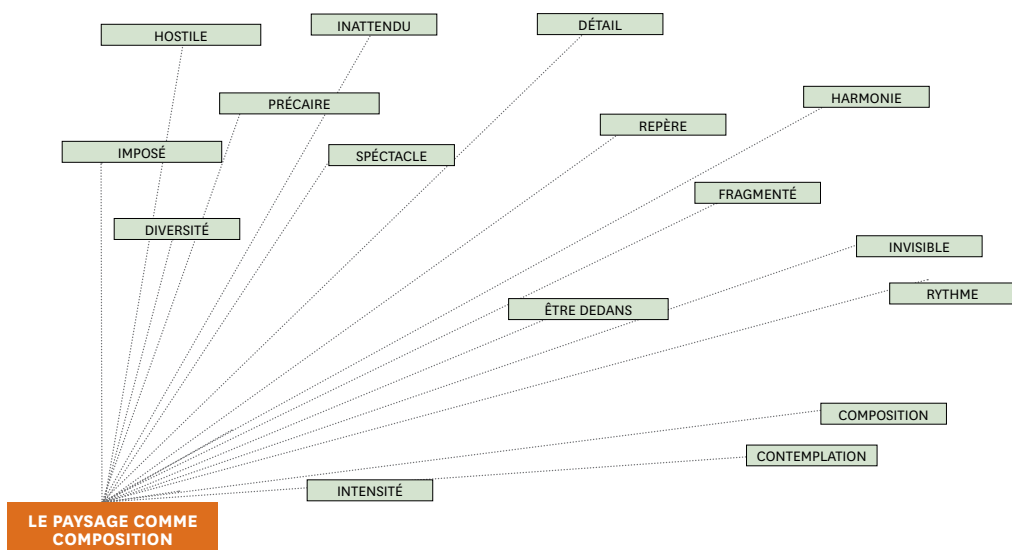 INATTENDU
DÉTAIL
HOSTILE
HARMONIE
PRÉCAIRE
REPÈRE
IMPOSÉ
SPÉCTACLE
FRAGMENTÉ
DIVERSITÉ
INVISIBLE
RYTHME
ÊTRE DEDANS
COMPOSITION
CONTEMPLATION
INTENSITÉ
LE PAYSAGE COMME
COMPOSITION